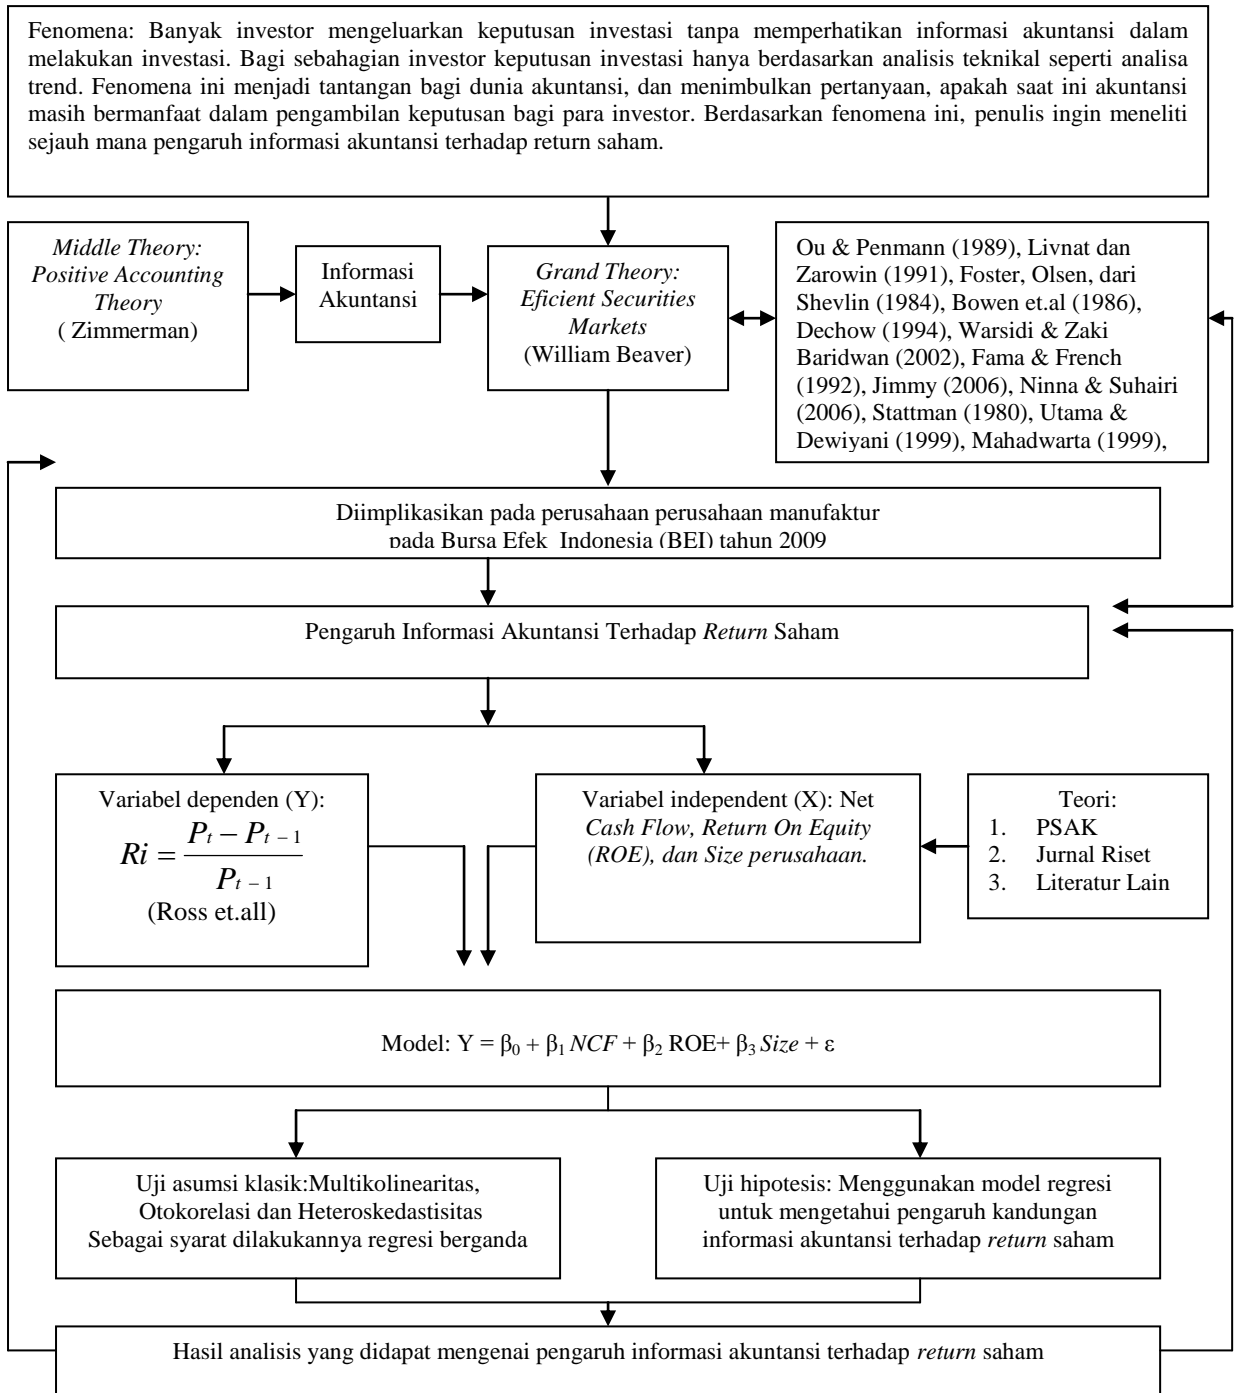 Fenomena: Banyak investor mengeluarkan keputusan investasi tanpa memperhatikan informasi akuntansi dalam
melakukan investasi. Bagi sebahagian investor keputusan investasi hanya berdasarkan analisis teknikal seperti analisa
trend. Fenomena ini menjadi tantangan bagi dunia akuntansi, dan menimbulkan pertanyaan, apakah saat ini akuntansi
masih bermanfaat dalam pengambilan keputusan bagi para investor. Berdasarkan fenomena ini, penulis ingin meneliti
sejauh mana pengaruh informasi akuntansi terhadap return saham.
Middle Theory:
Positive Accounting
Theory
( Zimmerman)
Informasi
Akuntansi
Grand Theory:
Eficient Securities
Markets
(William Beaver)
Ou & Penmann (1989), Livnat dan
Zarowin (1991), Foster, Olsen, dari
Shevlin (1984), Bowen et.al (1986),
Dechow (1994), Warsidi & Zaki
Baridwan (2002), Fama & French
(1992), Jimmy (2006), Ninna & Suhairi
(2006), Stattman (1980), Utama &
Dewiyani (1999), Mahadwarta (1999),
Diimplikasikan pada perusahaan perusahaan manufaktur
pada Bursa Efek Indonesia (BEI) tahun 2009
Pengaruh Informasi Akuntansi Terhadap Return Saham
Variabel dependen (Y):
Ri = (Pt − Pt − 1) / Pt − 1
(Ross et.all)
Variabel independent (X): Net
Cash Flow, Return On Equity
(ROE), dan Size perusahaan.
Teori:
1. PSAK
2. Jurnal Riset
3. Literatur Lain
Model: Y = β0 + β1 NCF + β2 ROE+ β3 Size + ε
Uji asumsi klasik:Multikolinearitas,
Otokorelasi dan Heteroskedastisitas
Sebagai syarat dilakukannya regresi berganda
Uji hipotesis: Menggunakan model regresi
untuk mengetahui pengaruh kandungan
informasi akuntansi terhadap return saham
Hasil analisis yang didapat mengenai pengaruh informasi akuntansi terhadap return saham